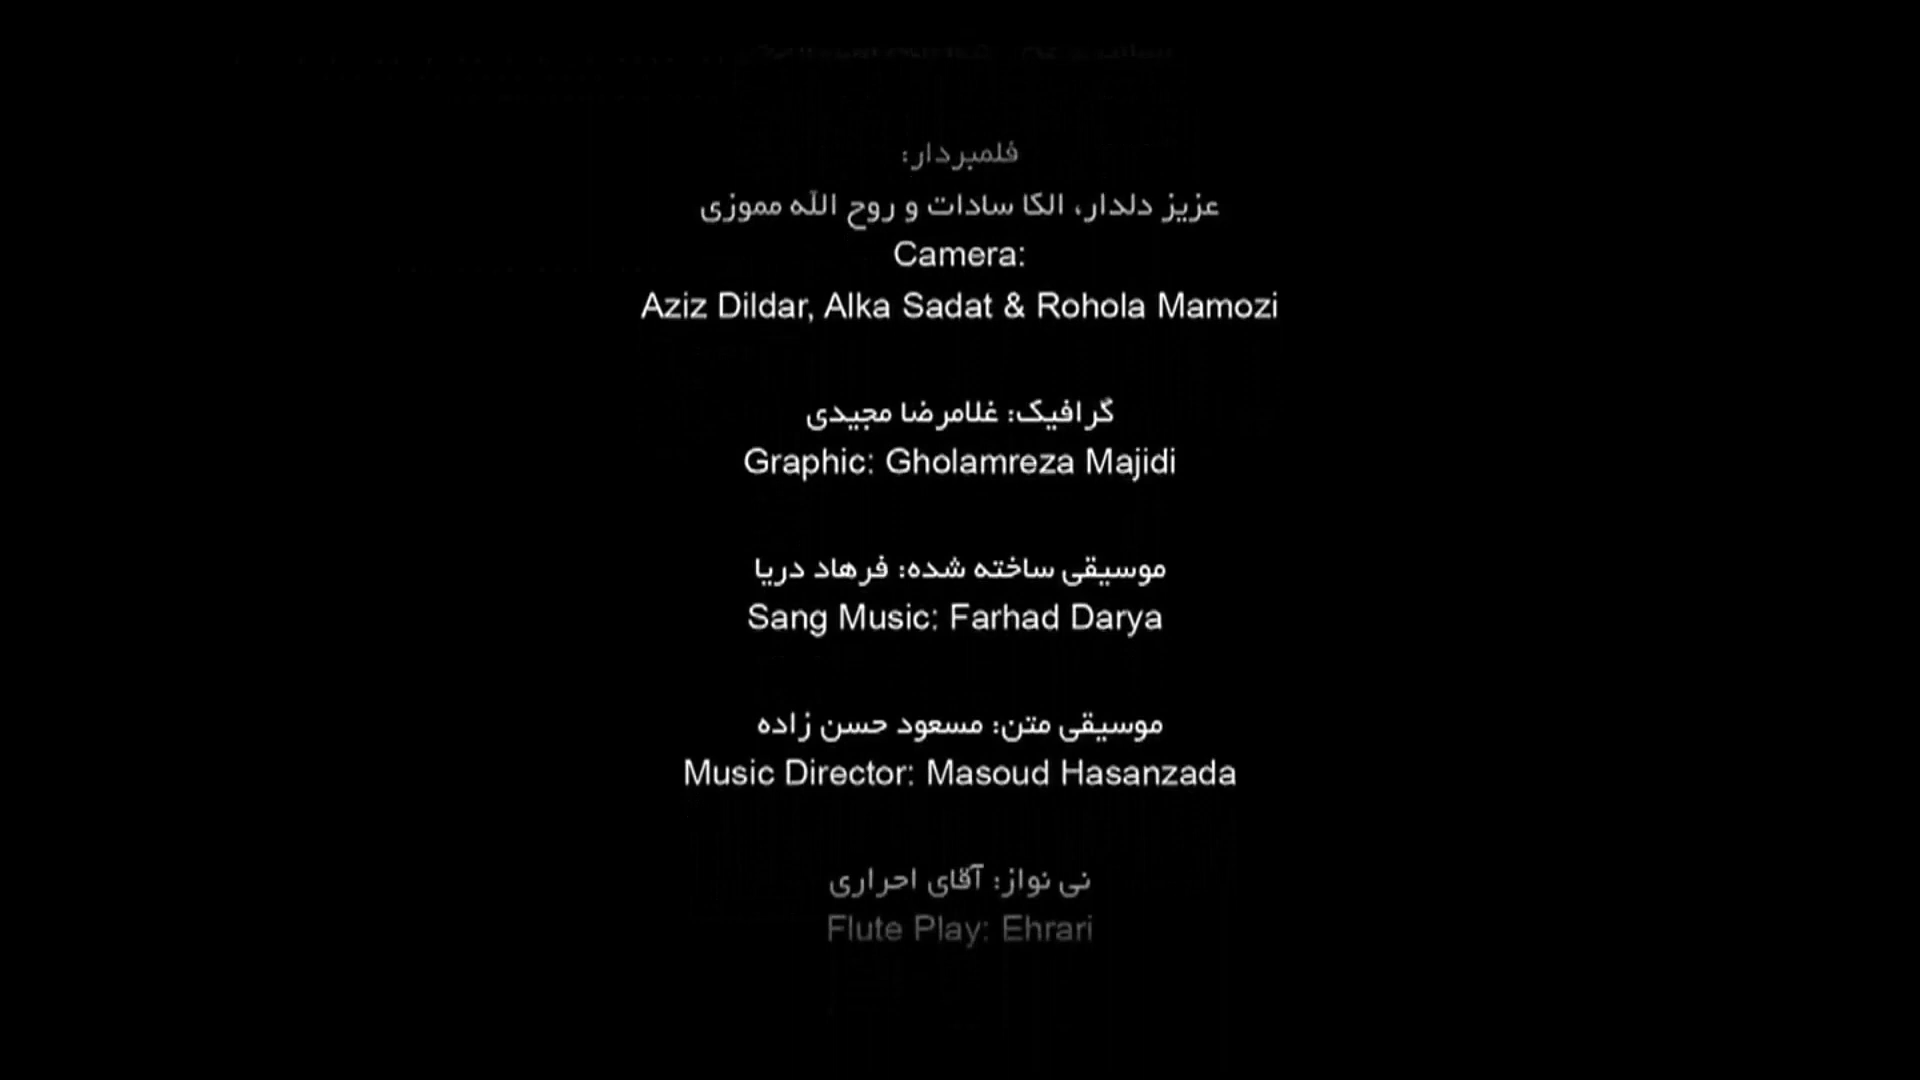 فلمبردار:
عزیز دلدار، الکا سادات و روح الله مموزی
Camera:
Aziz Dildar, Alka Sadat & Rohola Mamozi
گرافیک: غلامرضا مجیدی
Graphic: Gholamreza Majidi
موسیقی ساخته شده: فرهاد دریا
Sang Music: Farhad Darya
موسیقی متن: مسعود حسن زاده
Music Director: Masoud Hasanzada
نی نواز: آقای احراری
Flute Play: Ehrari